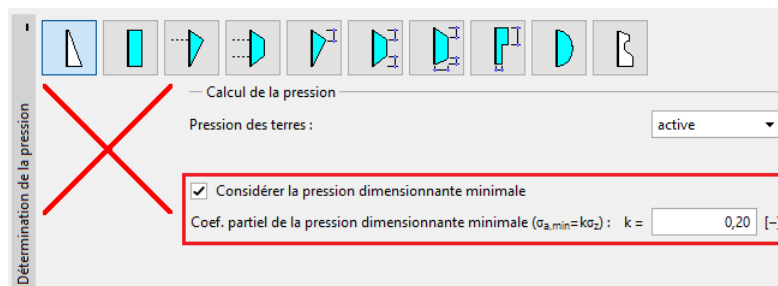 Détermination de la pression
Calcul de la pression
Pression des terres :
active
Considérer la pression dimensionnante minimale
Coef. partiel de la pression dimensionnante minimale (σa,min=kσz) : k = 0,20 [–]